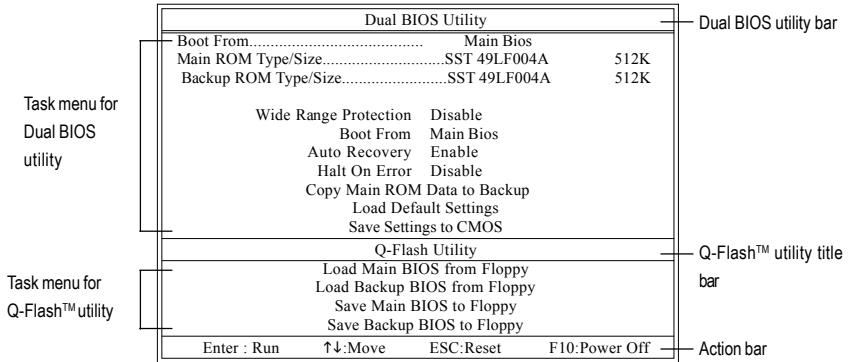 Dual BIOS Utility
Dual BIOS utility bar
Boot From........................................ Main Bios
Main ROM Type/Size............................SST 49LF004A 512K
Backup ROM Type/Size........................SST 49LF004A 512K
Task menu for
Dual BIOS
utility
Wide Range Protection Disable
Boot From Main Bios
Auto Recovery Enable
Halt On Error Disable
Copy Main ROM Data to Backup
Load Default Settings
Save Settings to CMOS
Q-Flash Utility
Q-Flash™ utility title
bar
Task menu for
Q-Flash™ utility
Load Main BIOS from Floppy
Load Backup BIOS from Floppy
Save Main BIOS to Floppy
Save Backup BIOS to Floppy
Enter : Run ↑↓:Move ESC:Reset F10:Power Off
Action bar